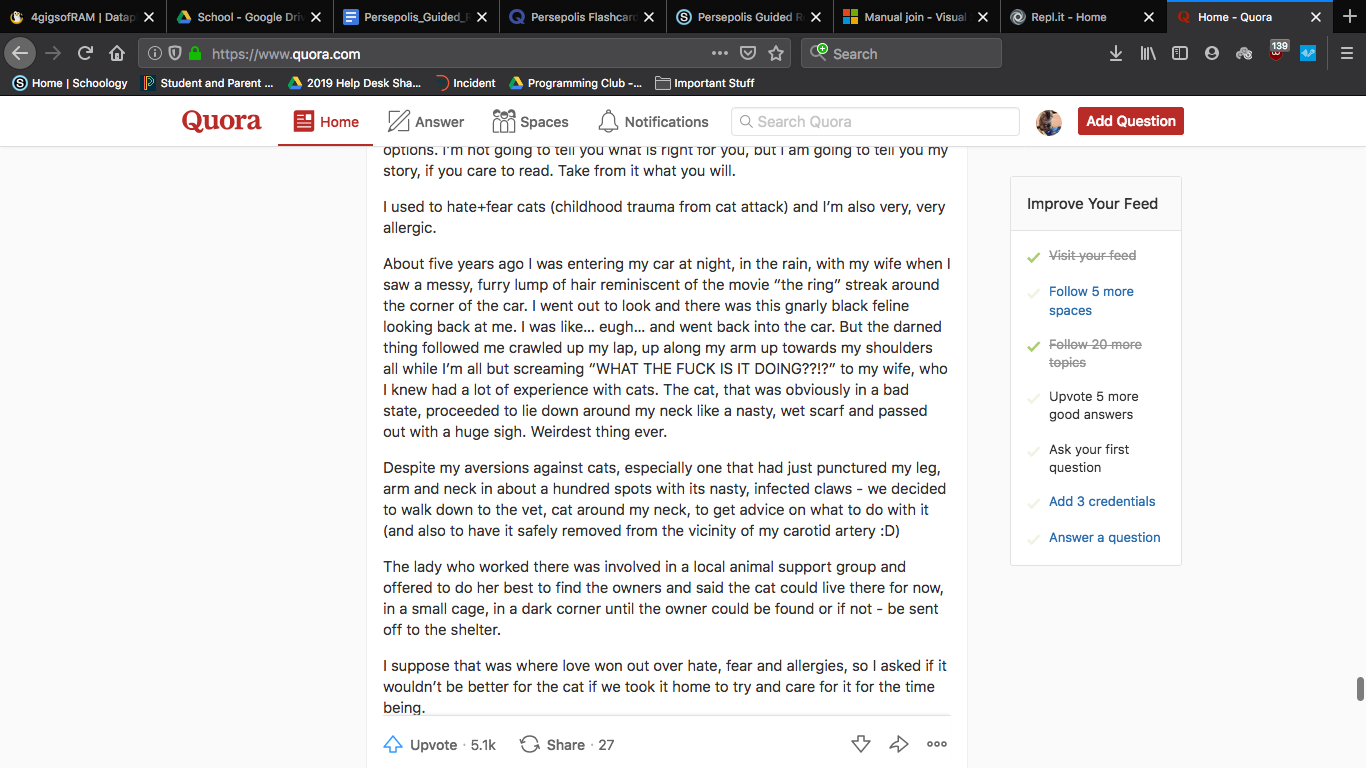 4gigsofRAM | Datap
School - Google Driv
Persepolis_Guided_R
Persepolis Flashcard
Persepolis Guided R
Manual join - Visual
Repl.it - Home
Home - Quora
https://www.quora.com
Search
139
Home | Schoology
Student and Parent ...
2019 Help Desk Sha...
Incident
Programming Club -...
Important Stuff
Quora
Home
Answer
Spaces
Notifications
Search Quora
Add Question
options. I'm not going to tell you what is right for you, but I am going to tell you my
story, if you care to read. Take from it what you will.
I used to hate+fear cats (childhood trauma from cat attack) and I'm also very, very
allergic.
About five years ago I was entering my car at night, in the rain, with my wife when I
saw a messy, furry lump of hair reminiscent of the movie “the ring” streak around
the corner of the car. I went out to look and there was this gnarly black feline
looking back at me. I was like... eugh... and went back into the car. But the darned
thing followed me crawled up my lap, up along my arm up towards my shoulders
all while I'm all but screaming “WHAT THE FUCK IS IT DOING??!?” to my wife, who
I knew had a lot of experience with cats. The cat, that was obviously in a bad
state, proceeded to lie down around my neck like a nasty, wet scarf and passed
out with a huge sigh. Weirdest thing ever.
Despite my aversions against cats, especially one that had just punctured my leg,
arm and neck in about a hundred spots with its nasty, infected claws - we decided
to walk down to the vet, cat around my neck, to get advice on what to do with it
(and also to have it safely removed from the vicinity of my carotid artery :D)
The lady who worked there was involved in a local animal support group and
offered to do her best to find the owners and said the cat could live there for now,
in a small cage, in a dark corner until the owner could be found or if not - be sent
off to the shelter.
I suppose that was where love won out over hate, fear and allergies, so I asked if it
wouldn't be better for the cat if we took it home to try and care for it for the time
being.
Upvote · 5.1k
Share · 27
Improve Your Feed
Visit your feed
Follow 5 more
spaces
Follow 20 more
topics
Upvote 5 more
good answers
Ask your first
question
Add 3 credentials
Answer a question